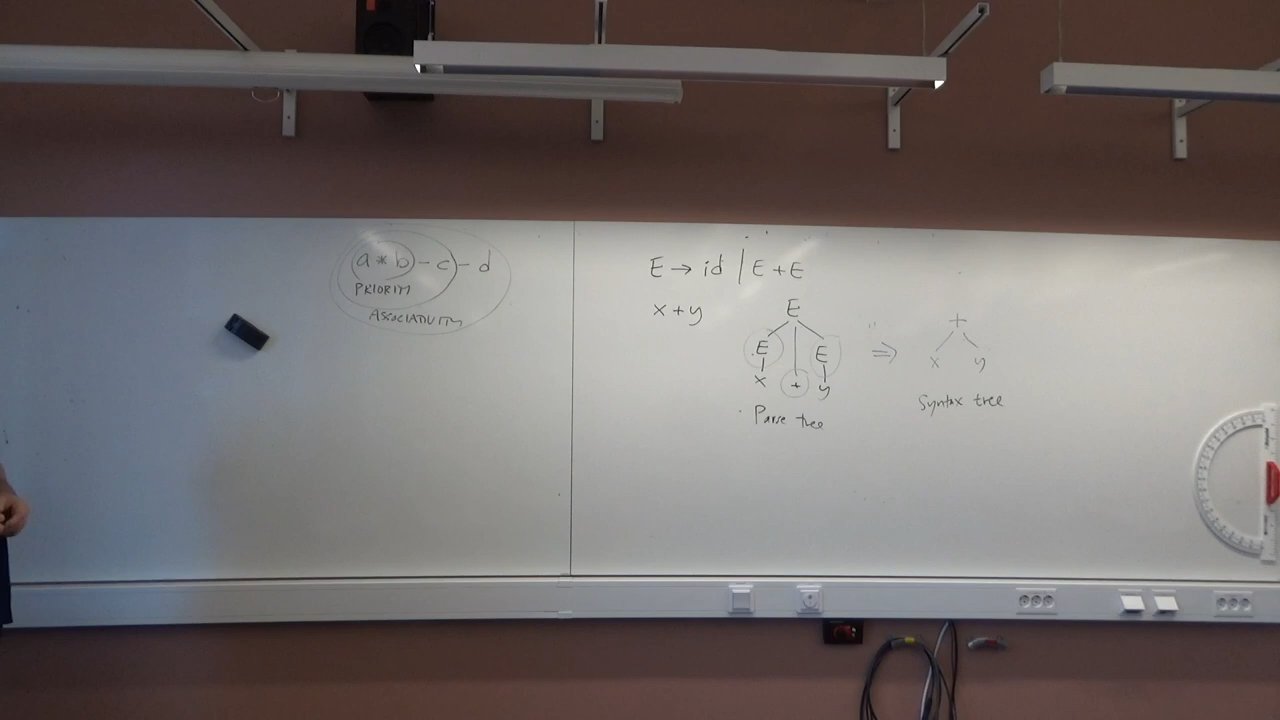 a * b - c - d
PRIORITY
ASSOCIATIVITY
E → id | E + E
x + y
E
E E
x + y
Parse tree
⇒
+
x y
Syntax tree